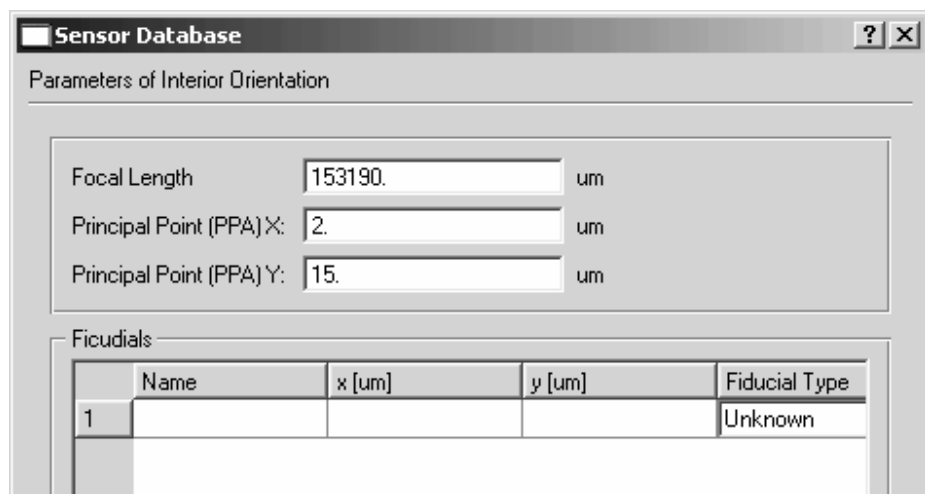 Sensor Database
Parameters of Interior Orientation
Focal Length 153190. um
Principal Point (PPA) X: 2. um
Principal Point (PPA) Y: 15. um
Ficudials
Name x [um] y [um] Fiducial Type
1 Unknown